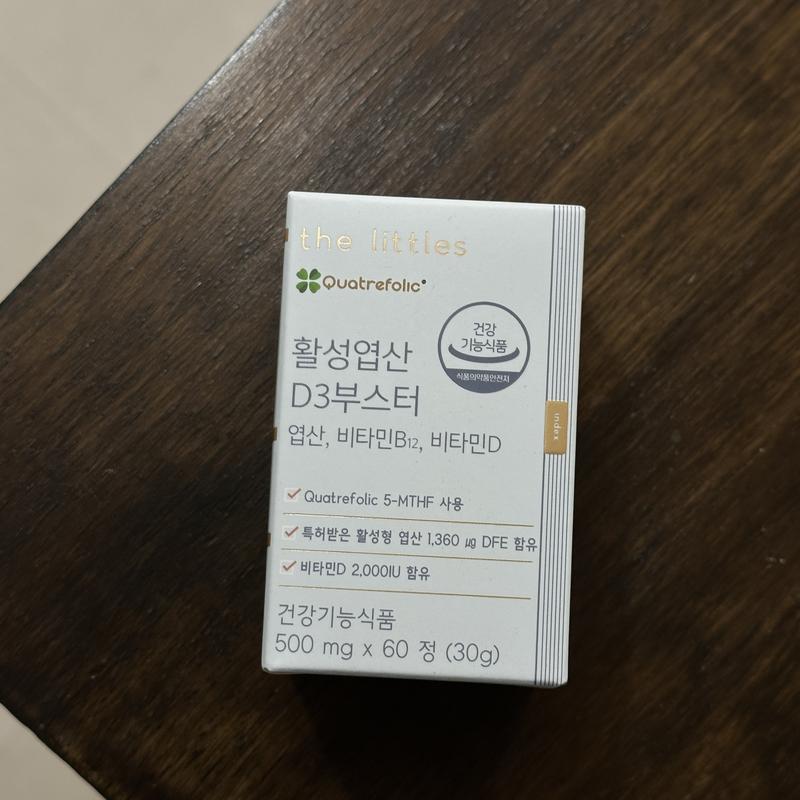 the littles
Quatrefolic®
건강
기능식품
식품의약품안전처
활성엽산
D3부스터
엽산, 비타민B12, 비타민D
index
Quatrefolic 5-MTHF 사용
특허받은 활성형 엽산 1,360 μg DFE 함유
비타민D 2,000IU 함유
건강기능식품
500 mg x 60 정 (30g)